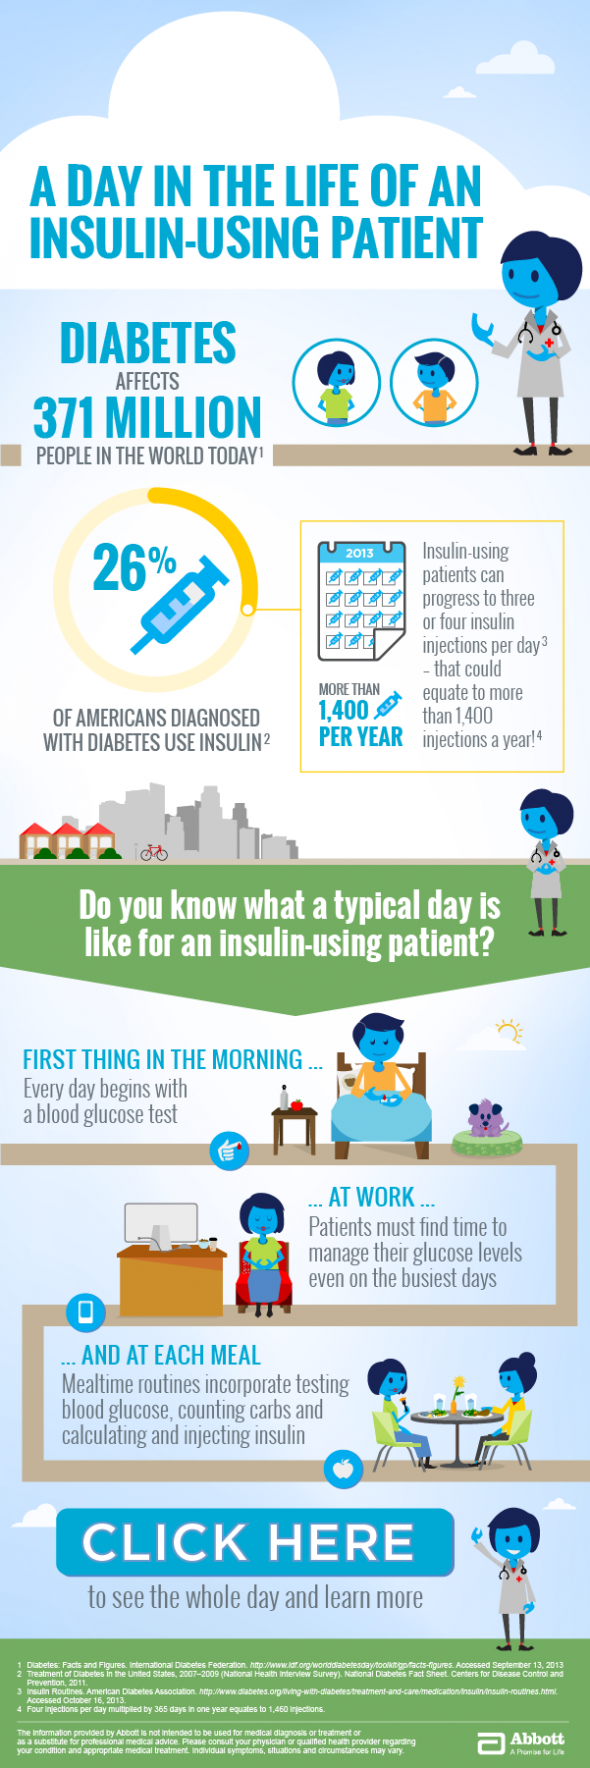 A DAY IN THE LIFE OF AN
INSULIN-USING PATIENT
DIABETES
AFFECTS
371 MILLION
PEOPLE IN THE WORLD TODAY1
26%
OF AMERICANS DIAGNOSED
WITH DIABETES USE INSULIN2
2013
MORE THAN
1,400
PER YEAR
Insulin-using
patients can
progress to three
or four insulin
injections per day3
– that could
equate to more
than 1,400
injections a year!4
Do you know what a typical day is
like for an insulin-using patient?
FIRST THING IN THE MORNING ...
Every day begins with
a blood glucose test
... AT WORK ...
Patients must find time to
manage their glucose levels
even on the busiest days
... AND AT EACH MEAL
Mealtime routines incorporate testing
blood glucose, counting carbs and
calculating and injecting insulin
CLICK HERE
to see the whole day and learn more
1 Diabetes: Facts and Figures. International Diabetes Federation. http://www.idf.org/worlddiabetesday/toolkit/gp/facts-figures. Accessed September 13, 2013
2 Treatment of Diabetes in the United States, 2007–2009 (National Health Interview Survey). National Diabetes Fact Sheet. Centers for Disease Control and
Prevention, 2011.
3 Insulin Routines. American Diabetes Association. http://www.diabetes.org/living-with-diabetes/treatment-and-care/medication/insulin/insulin-routines.html.
Accessed October 16, 2013.
4 Four injections per day multiplied by 365 days in one year equates to 1,460 injections.
The information provided by Abbott is not intended to be used for medical diagnosis or treatment or
as a substitute for professional medical advice. Please consult your physician or qualified health provider regarding
your condition and appropriate medical treatment. Individual symptoms, situations and circumstances may vary.
Abbott
A Promise for Life